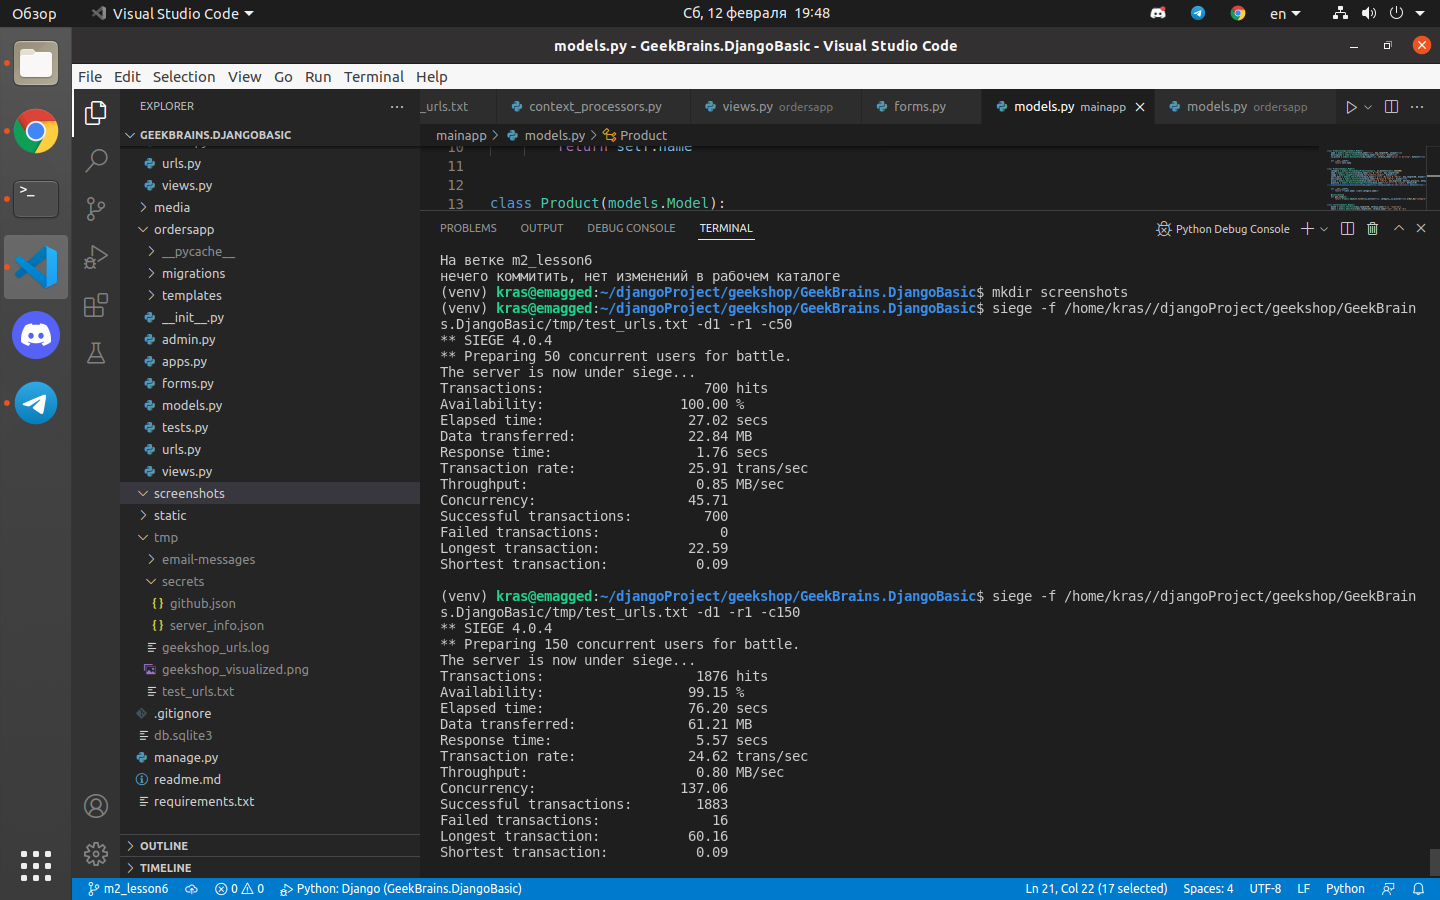 Обзор
Visual Studio Code
Сб, 12 февраля 19:48
en
models.py - GeekBrains.DjangoBasic - Visual Studio Code
File Edit Selection View Go Run Terminal Help
EXPLORER
GEEKBRAINS.DJANGOBASIC
urls.py
views.py
media
ordersapp
__pycache__
migrations
templates
__init__.py
admin.py
apps.py
forms.py
models.py
tests.py
urls.py
views.py
screenshots
static
tmp
email-messages
secrets
github.json
server_info.json
geekshop_urls.log
geekshop_visualized.png
test_urls.txt
.gitignore
db.sqlite3
manage.py
readme.md
requirements.txt
OUTLINE
TIMELINE
_urls.txt context_processors.py views.py ordersapp forms.py models.py mainapp models.py ordersapp
mainapp > models.py > Product
10 return self.name
11
12
13 class Product(models.Model):
PROBLEMS OUTPUT DEBUG CONSOLE TERMINAL
Python Debug Console
На ветке m2_lesson6
нечего коммитить, нет изменений в рабочем каталоге
(venv) kras@emagged:~/djangoProject/geekshop/GeekBrains.DjangoBasic$ mkdir screenshots
(venv) kras@emagged:~/djangoProject/geekshop/GeekBrains.DjangoBasic$ siege -f /home/kras//djangoProject/geekshop/GeekBrain
s.DjangoBasic/tmp/test_urls.txt -d1 -r1 -c50
** SIEGE 4.0.4
** Preparing 50 concurrent users for battle.
The server is now under siege...
Transactions: 700 hits
Availability: 100.00 %
Elapsed time: 27.02 secs
Data transferred: 22.84 MB
Response time: 1.76 secs
Transaction rate: 25.91 trans/sec
Throughput: 0.85 MB/sec
Concurrency: 45.71
Successful transactions: 700
Failed transactions: 0
Longest transaction: 22.59
Shortest transaction: 0.09
(venv) kras@emagged:~/djangoProject/geekshop/GeekBrains.DjangoBasic$ siege -f /home/kras//djangoProject/geekshop/GeekBrain
s.DjangoBasic/tmp/test_urls.txt -d1 -r1 -c150
** SIEGE 4.0.4
** Preparing 150 concurrent users for battle.
The server is now under siege...
Transactions: 1876 hits
Availability: 99.15 %
Elapsed time: 76.20 secs
Data transferred: 61.21 MB
Response time: 5.57 secs
Transaction rate: 24.62 trans/sec
Throughput: 0.80 MB/sec
Concurrency: 137.06
Successful transactions: 1883
Failed transactions: 16
Longest transaction: 60.16
Shortest transaction: 0.09
m2_lesson6 0 0 Python: Django (GeekBrains.DjangoBasic) Ln 21, Col 22 (17 selected) Spaces: 4 UTF-8 LF Python